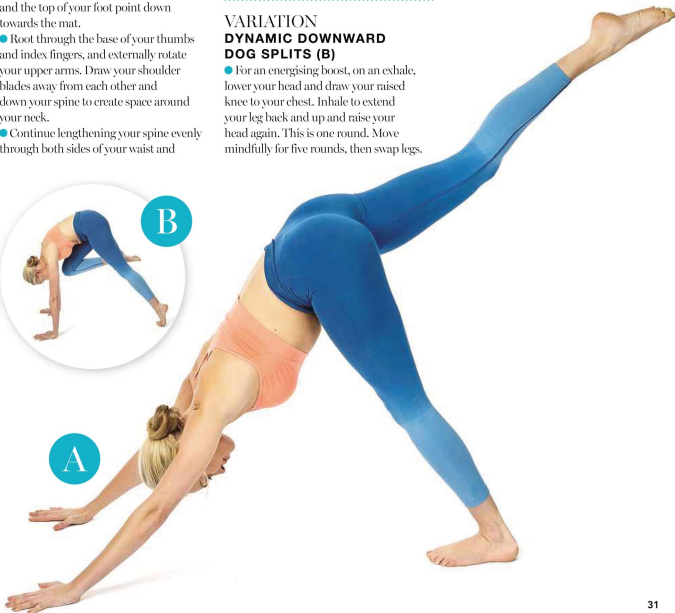 and the top of your foot point down
towards the mat.
● Root through the base of your thumbs
and index fingers, and externally rotate
your upper arms. Draw your shoulder
blades away from each other and
down your spine to create space around
your neck.
● Continue lengthening your spine evenly
through both sides of your waist and
VARIATION
DYNAMIC DOWNWARD
DOG SPLITS (B)
● For an energising boost, on an exhale,
lower your head and draw your raised
knee to your chest. Inhale to extend
your leg back and up and raise your
head again. This is one round. Move
mindfully for five rounds, then swap legs.
B
A
31